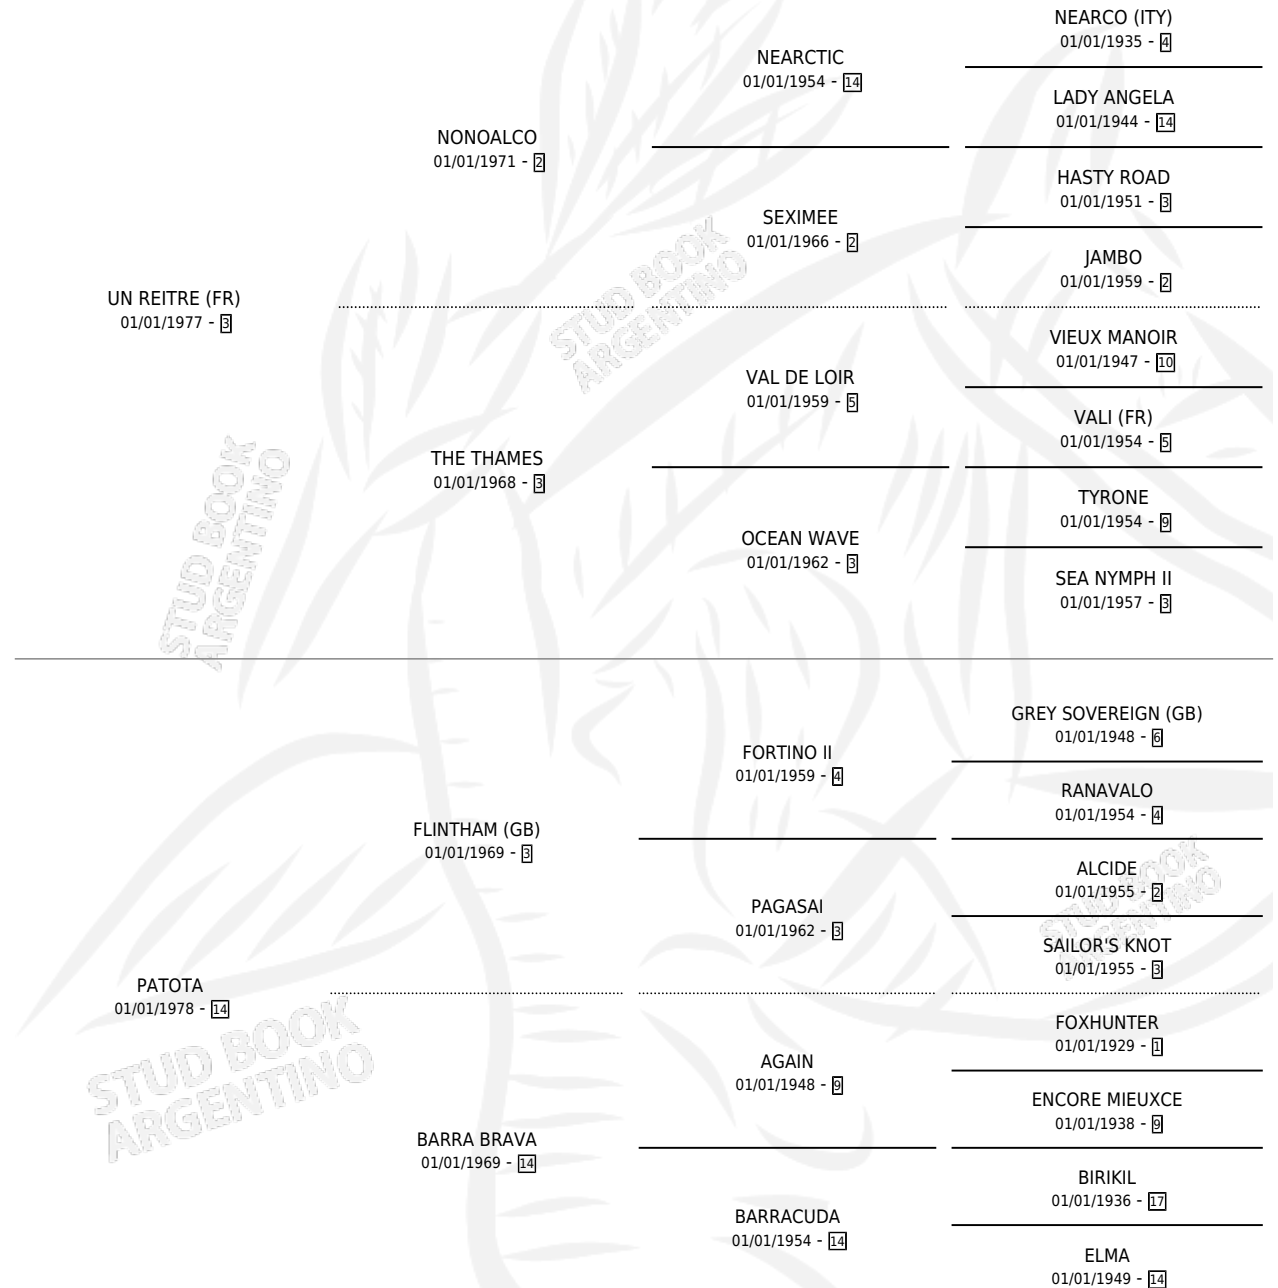 NEARCO (ITY)
01/01/1935 - 4
NEARCTIC
01/01/1954 - 14
LADY ANGELA
01/01/1944 - 14
NONOALCO
01/01/1971 - 2
HASTY ROAD
01/01/1951 - 3
SEXIMEE
01/01/1966 - 2
JAMBO
01/01/1959 - 2
UN REITRE (FR)
01/01/1977 - 3
VIEUX MANOIR
01/01/1947 - 10
VAL DE LOIR
01/01/1959 - 5
VALI (FR)
01/01/1954 - 5
THE THAMES
01/01/1968 - 3
TYRONE
01/01/1954 - 9
OCEAN WAVE
01/01/1962 - 3
SEA NYMPH II
01/01/1957 - 3
GREY SOVEREIGN (GB)
01/01/1948 - 6
FORTINO II
01/01/1959 - 4
RANAVALO
01/01/1954 - 4
FLINTHAM (GB)
01/01/1969 - 3
ALCIDE
01/01/1955 - 2
PAGASAI
01/01/1962 - 3
SAILOR'S KNOT
01/01/1955 - 3
PATOTA
01/01/1978 - 14
FOXHUNTER
01/01/1929 - 1
AGAIN
01/01/1948 - 9
ENCORE MIEUXCE
01/01/1938 - 9
BARRA BRAVA
01/01/1969 - 14
BIRIKIL
01/01/1936 - 17
BARRACUDA
01/01/1954 - 14
ELMA
01/01/1949 - 14
STUD BOOK
ARGENTINO
STUD BOOK
ARGENTINO
STUD BOOK
ARGENTINO
STUD BOOK
ARGENTINO